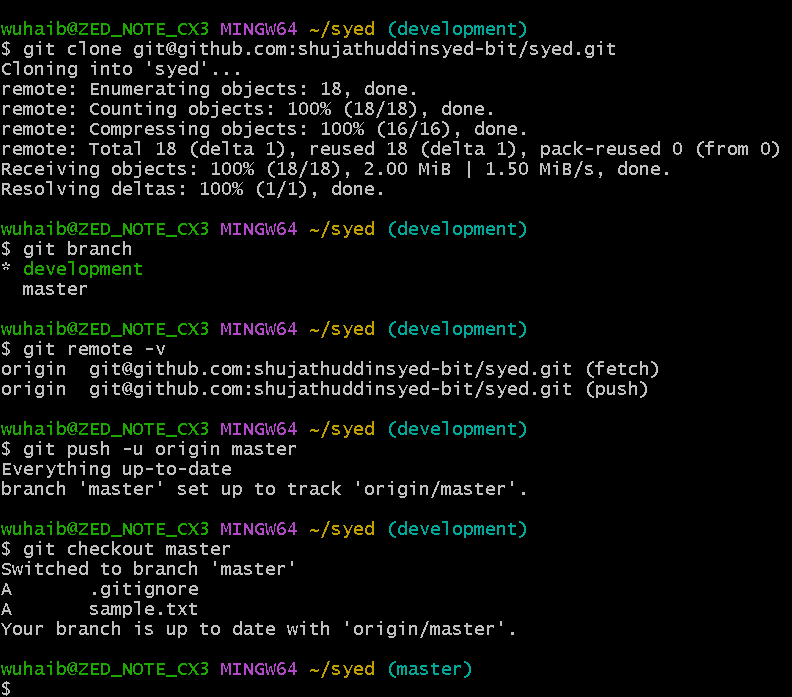 wuhaib@ZED_NOTE_CX3 MINGW64 ~/syed (development)
$ git clone git@github.com:shujathuddinsyed-bit/syed.git
Cloning into 'syed'...
remote: Enumerating objects: 18, done.
remote: Counting objects: 100% (18/18), done.
remote: Compressing objects: 100% (16/16), done.
remote: Total 18 (delta 1), reused 18 (delta 1), pack-reused 0 (from 0)
Receiving objects: 100% (18/18), 2.00 MiB | 1.50 MiB/s, done.
Resolving deltas: 100% (1/1), done.
wuhaib@ZED_NOTE_CX3 MINGW64 ~/syed (development)
$ git branch
* development
  master
wuhaib@ZED_NOTE_CX3 MINGW64 ~/syed (development)
$ git remote -v
origin  git@github.com:shujathuddinsyed-bit/syed.git (fetch)
origin  git@github.com:shujathuddinsyed-bit/syed.git (push)
wuhaib@ZED_NOTE_CX3 MINGW64 ~/syed (development)
$ git push -u origin master
Everything up-to-date
branch 'master' set up to track 'origin/master'.
wuhaib@ZED_NOTE_CX3 MINGW64 ~/syed (development)
$ git checkout master
Switched to branch 'master'
A       .gitignore
A       sample.txt
Your branch is up to date with 'origin/master'.
wuhaib@ZED_NOTE_CX3 MINGW64 ~/syed (master)
$